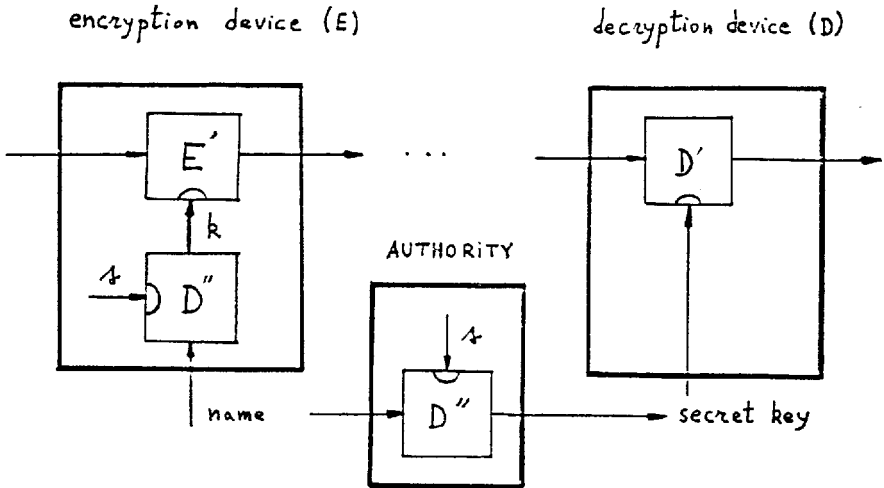 encryption device (E)
decryption device (D)
E′
D′
k
AUTHORITY
s
D″
s
D″
name
secret key